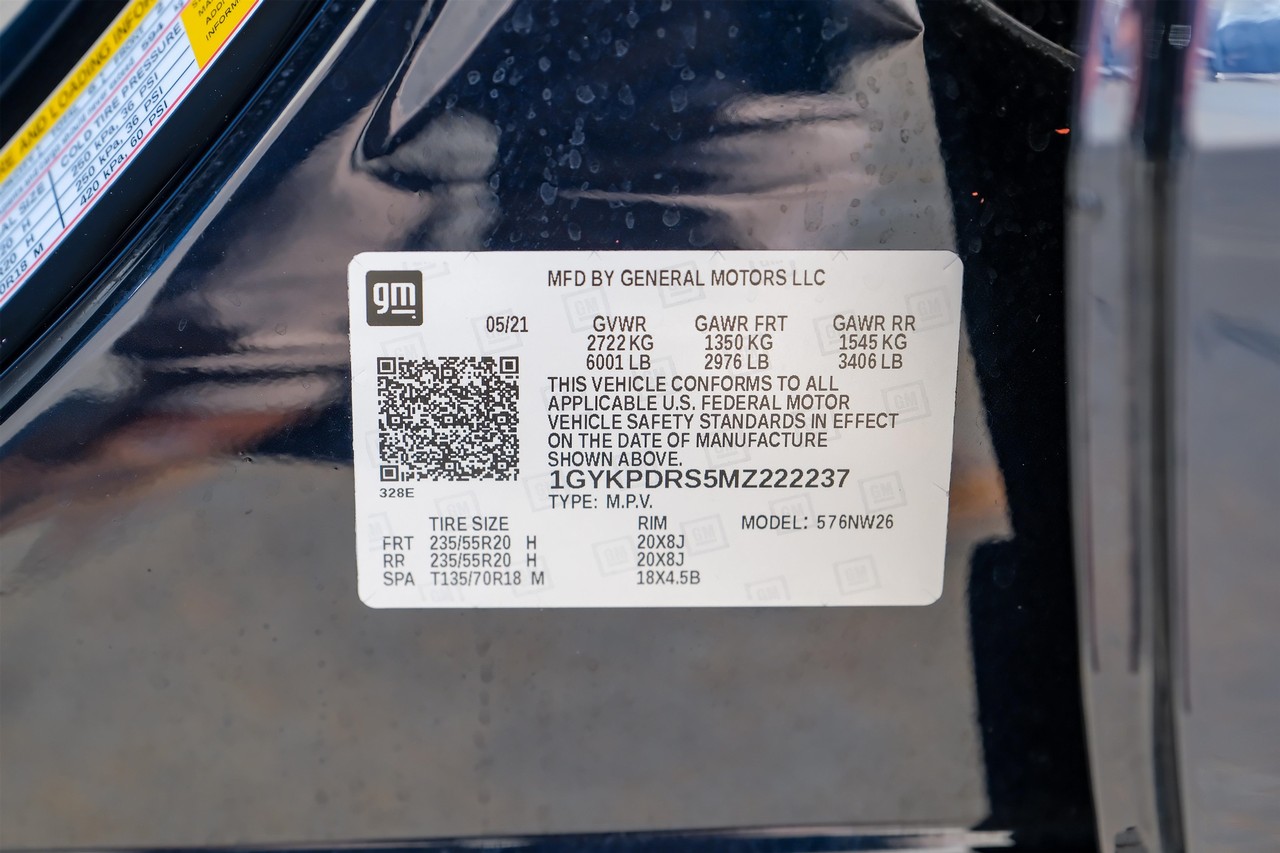 COLD TIRE PRESSURE
250 kPa, 36 PSI
250 kPa, 36 PSI
420 kPa, 60 PSI
gm
MFD BY GENERAL MOTORS LLC
05/21 GVWR GAWR FRT GAWR RR
2722 KG 1350 KG 1545 KG
6001 LB 2976 LB 3406 LB
THIS VEHICLE CONFORMS TO ALL
APPLICABLE U.S. FEDERAL MOTOR
VEHICLE SAFETY STANDARDS IN EFFECT
ON THE DATE OF MANUFACTURE
SHOWN ABOVE.
1GYKPDRS5MZ222237
328E
TYPE: M.P.V.
TIRE SIZE RIM MODEL: 576NW26
FRT 235/55R20 H 20X8J
RR 235/55R20 H 20X8J
SPA T135/70R18 M 18X4.5B